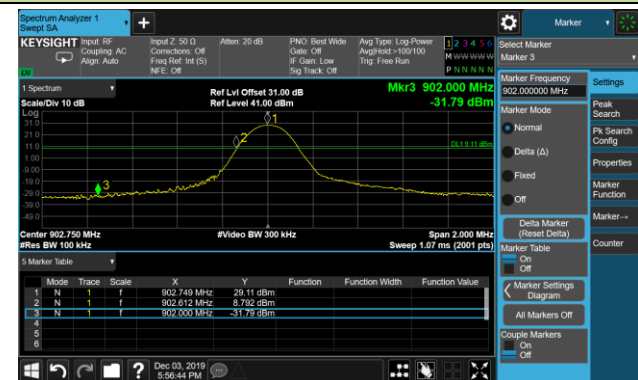 Spectrum Analyzer 1
Swept SA
+
Marker
KEYSIGHT
Input: RF
Coupling: AC
Align: Auto
Input Z: 50 Ω
Corrections: Off
Freq Ref: Int (S)
NFE: Off
Atten: 20 dB
PNO: Best Wide
Gate: Off
IF Gain: Low
Sig Track: Off
Avg Type: Log-Power
Avg|Hold:>100/100
Trig: Free Run
1 2 3 4 5 6
M W W W W W
P N N N N N
Select Marker
Marker 3
1 Spectrum
Scale/Div 10 dB
Log
Ref Lvl Offset 31.00 dB
Ref Level 41.00 dBm
Mkr3 902.000 MHz
-31.79 dBm
31.0
21.0
11.0
1.00
-9.00
-19.0
-29.0
-39.0
-49.0
1
2
3
DL1 9.11 dBm
Center 902.750 MHz
#Res BW 100 kHz
#Video BW 300 kHz
Span 2.000 MHz
Sweep 1.07 ms (2001 pts)
5 Marker Table
Mode Trace Scale X Y Function Function Width Function Value
1 N 1 f 902.749 MHz 29.11 dBm
2 N 1 f 902.612 MHz 8.792 dBm
3 N 1 f 902.000 MHz -31.79 dBm
4
5
6
Marker Frequency
902.000000 MHz
Marker Mode
Normal
Delta (Δ)
Fixed
Off
Delta Marker
(Reset Delta)
Marker Table
On
Off
Marker Settings
Diagram
All Markers Off
Couple Markers
On
Off
Settings
Peak
Search
Pk Search
Config
Properties
Marker
Function
Marker→
Counter
?
Dec 03, 2019
5:56:44 PM